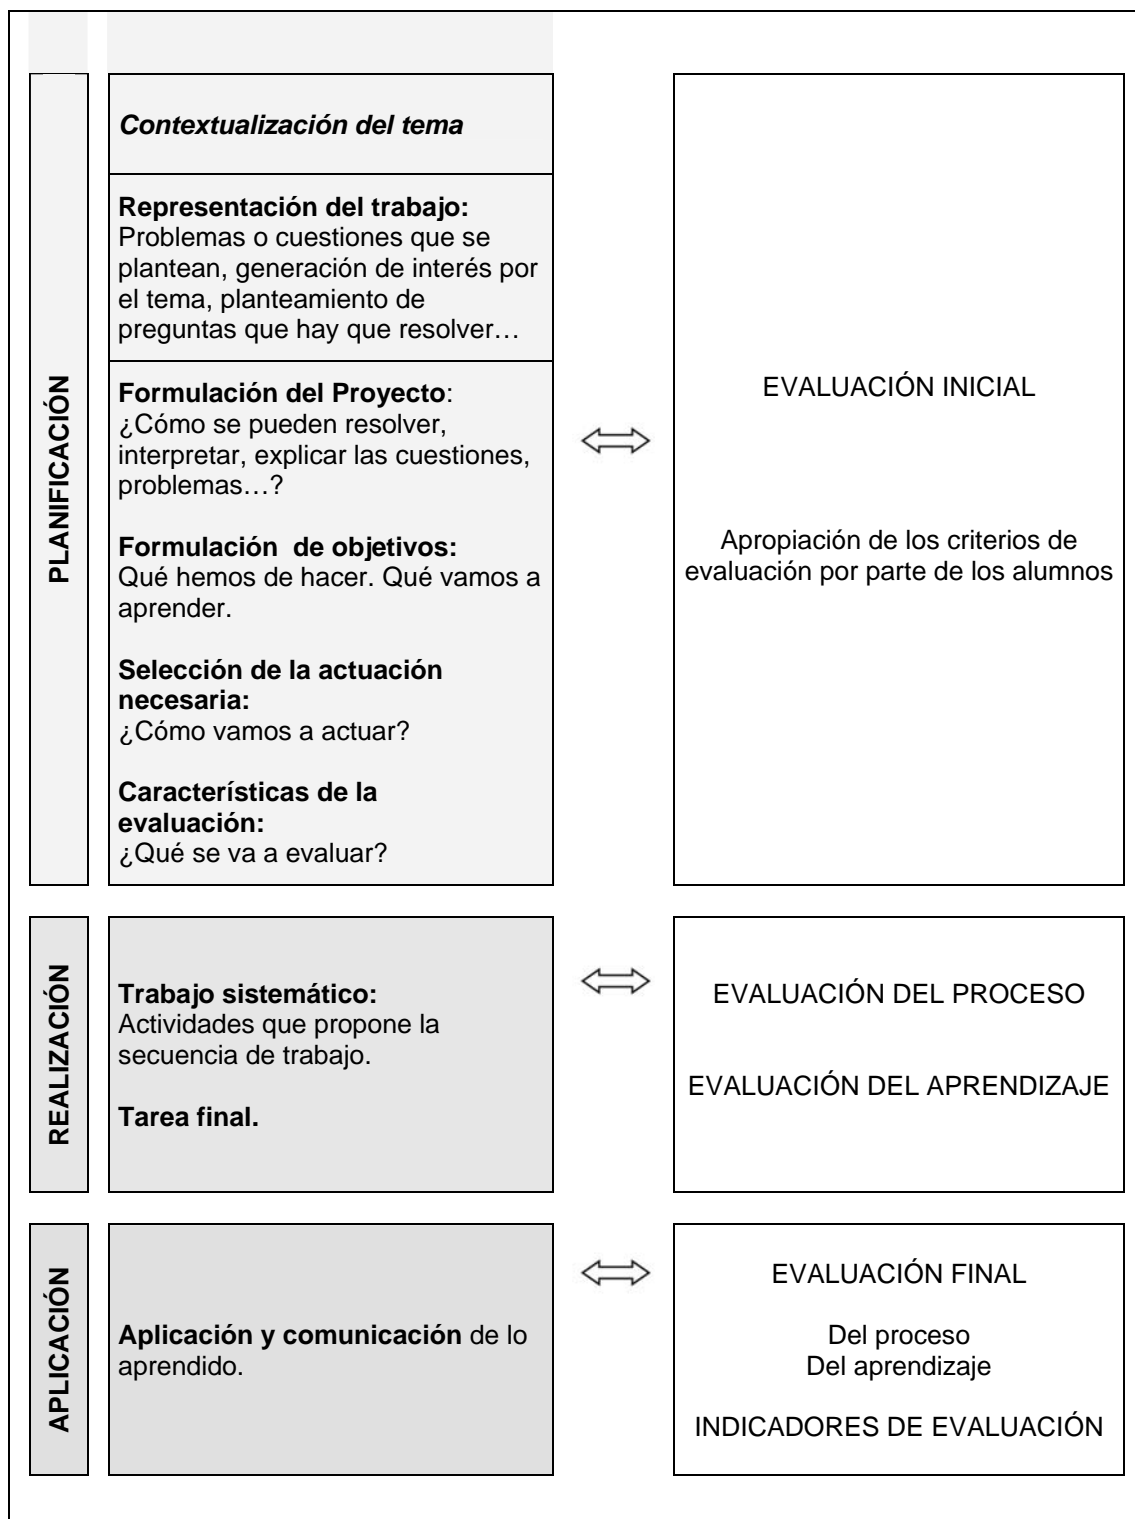 PLANIFICACIÓN
Contextualización del tema
Representación del trabajo:
Problemas o cuestiones que se
plantean, generación de interés por
el tema, planteamiento de
preguntas que hay que resolver…
Formulación del Proyecto:
¿Cómo se pueden resolver,
interpretar, explicar las cuestiones,
problemas…?
Formulación de objetivos:
Qué hemos de hacer. Qué vamos a
aprender.
Selección de la actuación
necesaria:
¿Cómo vamos a actuar?
Características de la
evaluación:
¿Qué se va a evaluar?
EVALUACIÓN INICIAL
Apropiación de los criterios de
evaluación por parte de los alumnos
REALIZACIÓN
Trabajo sistemático:
Actividades que propone la
secuencia de trabajo.
Tarea final.
EVALUACIÓN DEL PROCESO
EVALUACIÓN DEL APRENDIZAJE
APLICACIÓN
Aplicación y comunicación de lo
aprendido.
EVALUACIÓN FINAL
Del proceso
Del aprendizaje
INDICADORES DE EVALUACIÓN